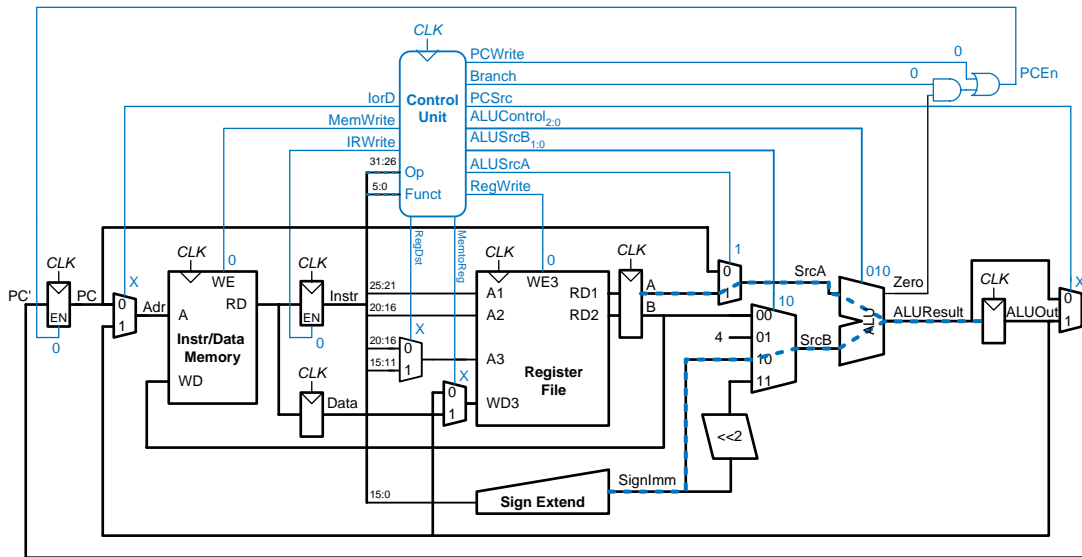 CLK
PCWrite
0
Branch
0
PCEn
IorD
Control
Unit
PCSrc
MemWrite
ALUControl2:0
IRWrite
ALUSrcB1:0
31:26
Op
ALUSrcA
5:0
Funct
RegWrite
RegDst
MemtoReg
CLK
CLK
CLK
CLK
CLK
1
X
0
0
010
10
X
PC'
EN
0
PC
0
1
Adr
WE
RD
A
Instr/Data
Memory
WD
EN
0
Instr
25:21
20:16
20:16
15:11
X
0
1
CLK
Data
X
0
1
WE3
A1
A2
A3
RD1
RD2
Register
File
WD3
A
B
0
1
SrcA
4
00
01
10
11
SrcB
ALU
Zero
ALUResult
CLK
ALUOut
0
1
<<2
SignImm
15:0
Sign Extend